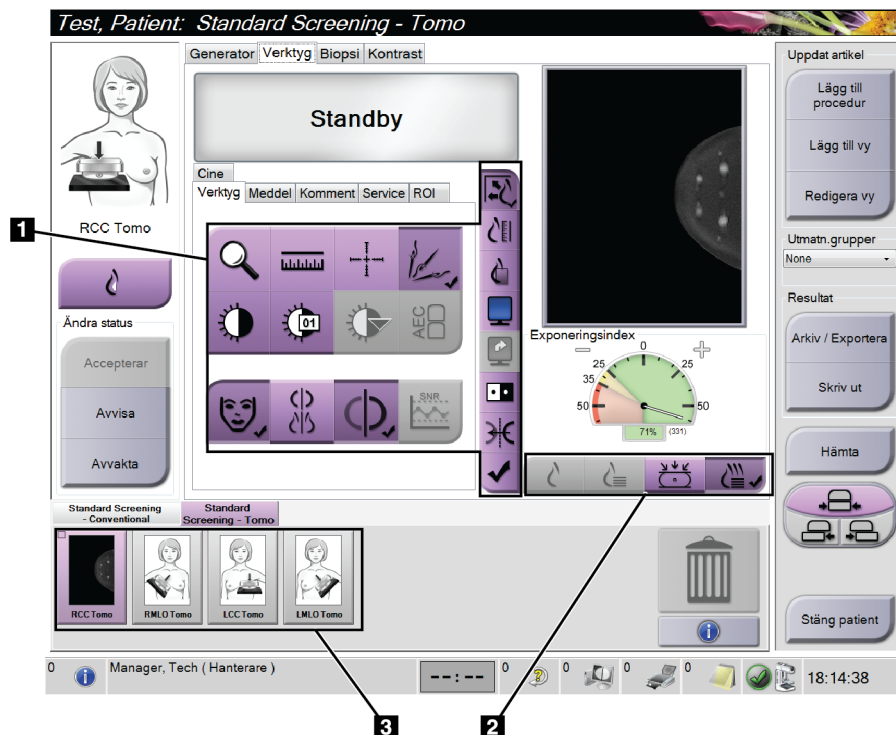 Test, Patient: Standard Screening - Tomo
Generator Verktyg Biopsi Kontrast
Uppdat artikel
Lägg till procedur
Lägg till vy
Redigera vy
Utmatn.grupper
None
Resultat
Arkiv / Exportera
Skriv ut
Hämta
Stäng patient
RCC Tomo
Ändra status
Accepterar
Avvisa
Avvakta
Standby
Cine
Verktyg Meddel Komment Service ROI
01
AEC
SNR
Exponeringsindex
50 35 25 0 25 50
71% (331)
Standard Screening - Conventional
Standard Screening - Tomo
RCC Tomo
RMLO Tomo
LCC Tomo
LMLO Tomo
0 Manager, Tech ( Hanterare ) --:-- 0 0 0 0 18:14:38
1
2
3